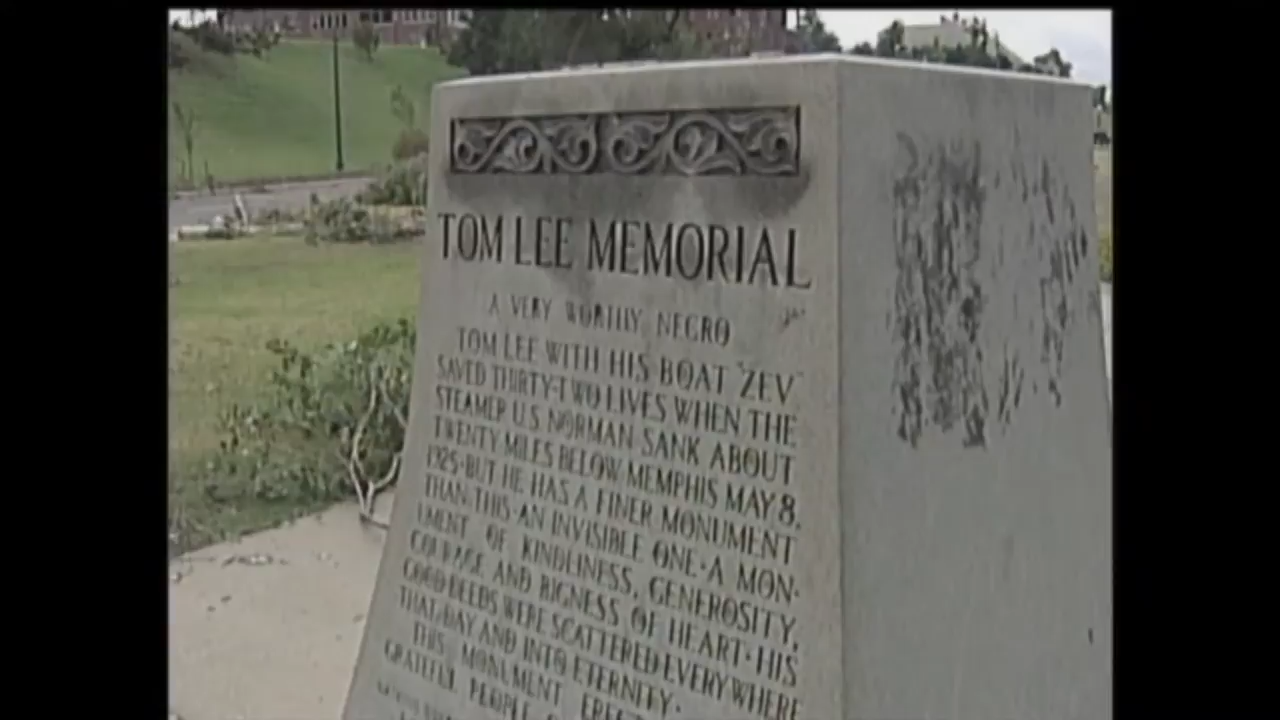 TOM LEE MEMORIAL
A VERY WORTHY NEGRO
TOM LEE WITH HIS BOAT "ZEV"
SAVED THIRTY-TWO LIVES WHEN THE
STEAMER U.S. NORMAN SANK ABOUT
TWENTY MILES BELOW MEMPHIS MAY 8,
1925· BUT HE HAS A FINER MONUMENT
THAN THIS· AN INVISIBLE ONE· A MON-
UMENT OF KINDLINESS, GENEROSITY,
COURAGE AND BIGNESS OF HEART· HIS
GOOD DEEDS WERE SCATTERED EVERYWHERE
THAT DAY AND INTO ETERNITY·
THIS MONUMENT
GRATEFUL PEOPLE